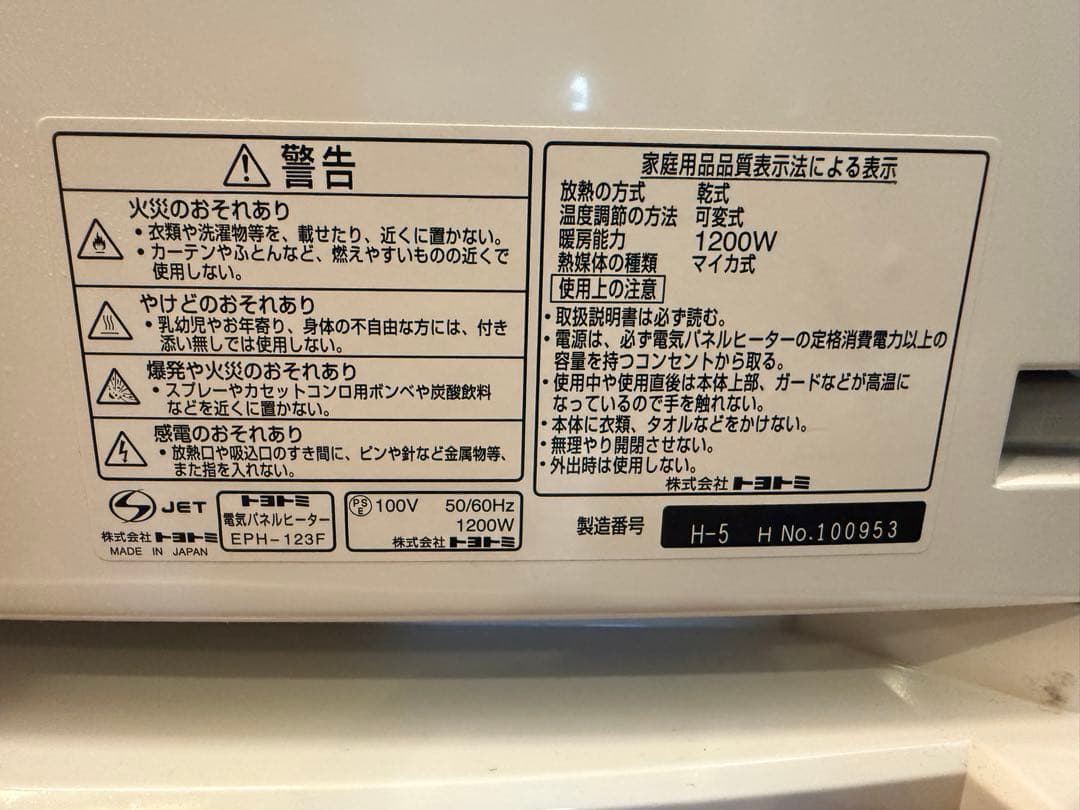 警告
火災のおそれあり
・衣類や洗濯物等を、載せたり、近くに置かない。
・カーテンやふとんなど、燃えやすいものの近くで
使用しない。
やけどのおそれあり
・乳幼児やお年寄り、身体の不自由な方には、付き
添い無しでは使用しない。
爆発や火災のおそれあり
・スプレーやカセットコンロ用ボンベや炭酸飲料
などを近くに置かない。
感電のおそれあり
・放熱口や吸込口のすき間に、ピンや針など金属物等、
また指を入れない。
JET
株式会社トヨトミ
MADE IN JAPAN
トヨトミ
電気パネルヒーター
EPH-123F
PSE 100V 50/60Hz
1200W
株式会社トヨトミ
家庭用品品質表示法による表示
放熱の方式 乾式
温度調節の方法 可変式
暖房能力 1200W
熱媒体の種類 マイカ式
使用上の注意
・取扱説明書は必ず読む。
・電源は、必ず電気パネルヒーターの定格消費電力以上の
容量を持つコンセントから取る。
・使用中や使用直後は本体上部、ガードなどが高温に
なっているので手を触れない。
・本体に衣類、タオルなどをかけない。
・無理やり開閉させない。
・外出時は使用しない。
株式会社トヨトミ
製造番号 H-5 H No.100953